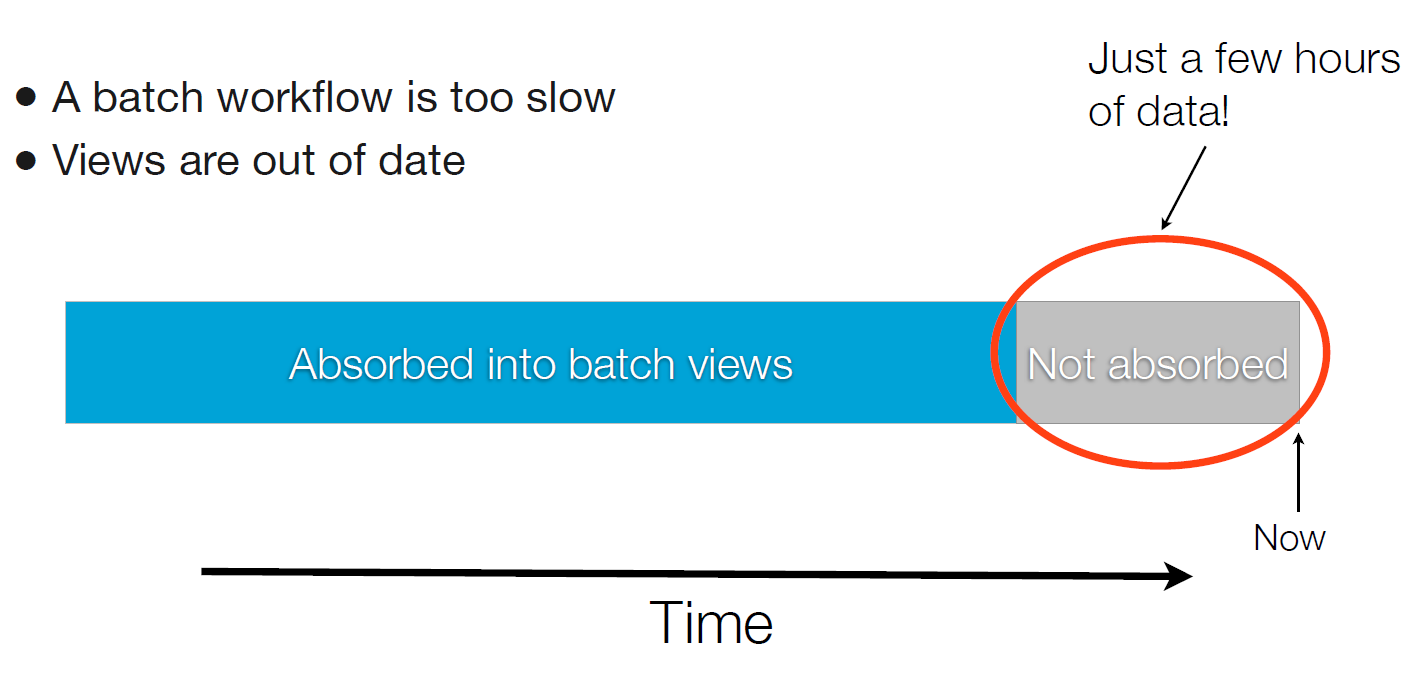 Just a few hours
of data!
● A batch workflow is too slow
● Views are out of date
Absorbed into batch views
Not absorbed
Now
Time